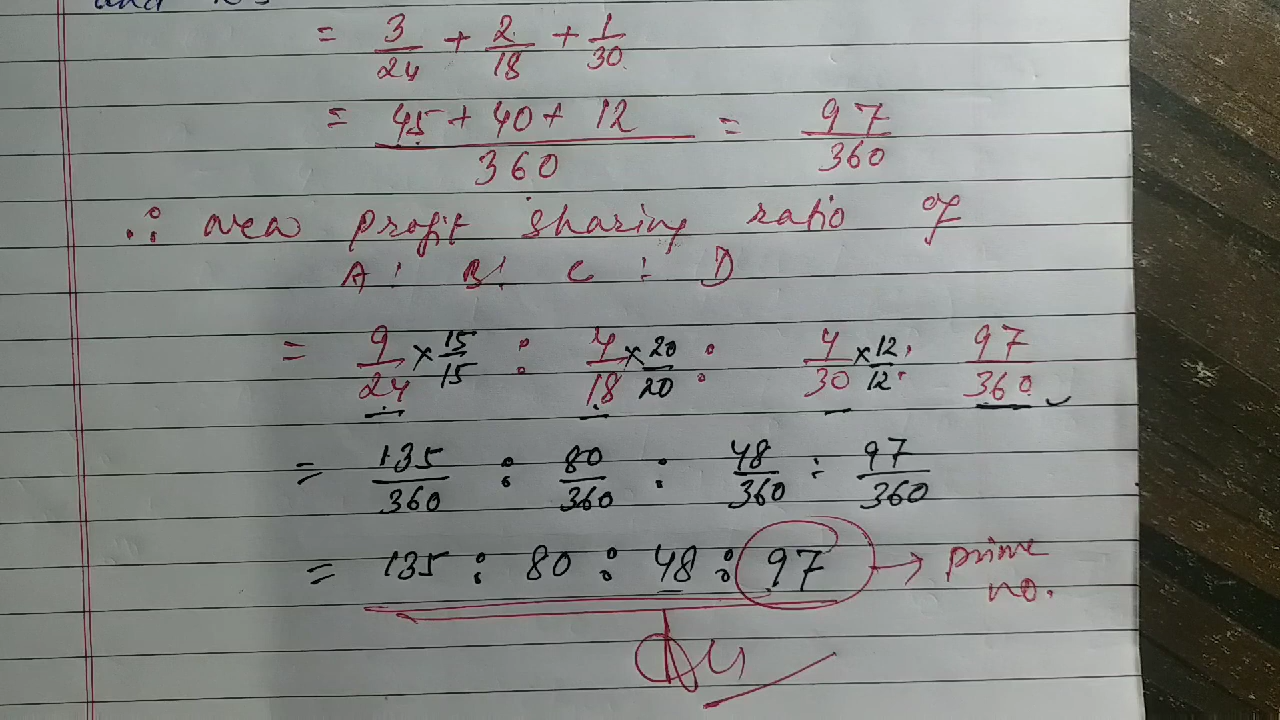 = 3/24 + 2/18 + 1/30
= 45 + 40 + 12 / 360 = 97/360
∴ new profit sharing ratio of
A : B : C : D
= 9/24 × 15/15 : 4/18 × 20/20 : 4/30 × 12/12 : 97/360
= 135/360 : 80/360 : 48/360 : 97/360
= 135 : 80 : 48 : 97 → prime no.
Ans